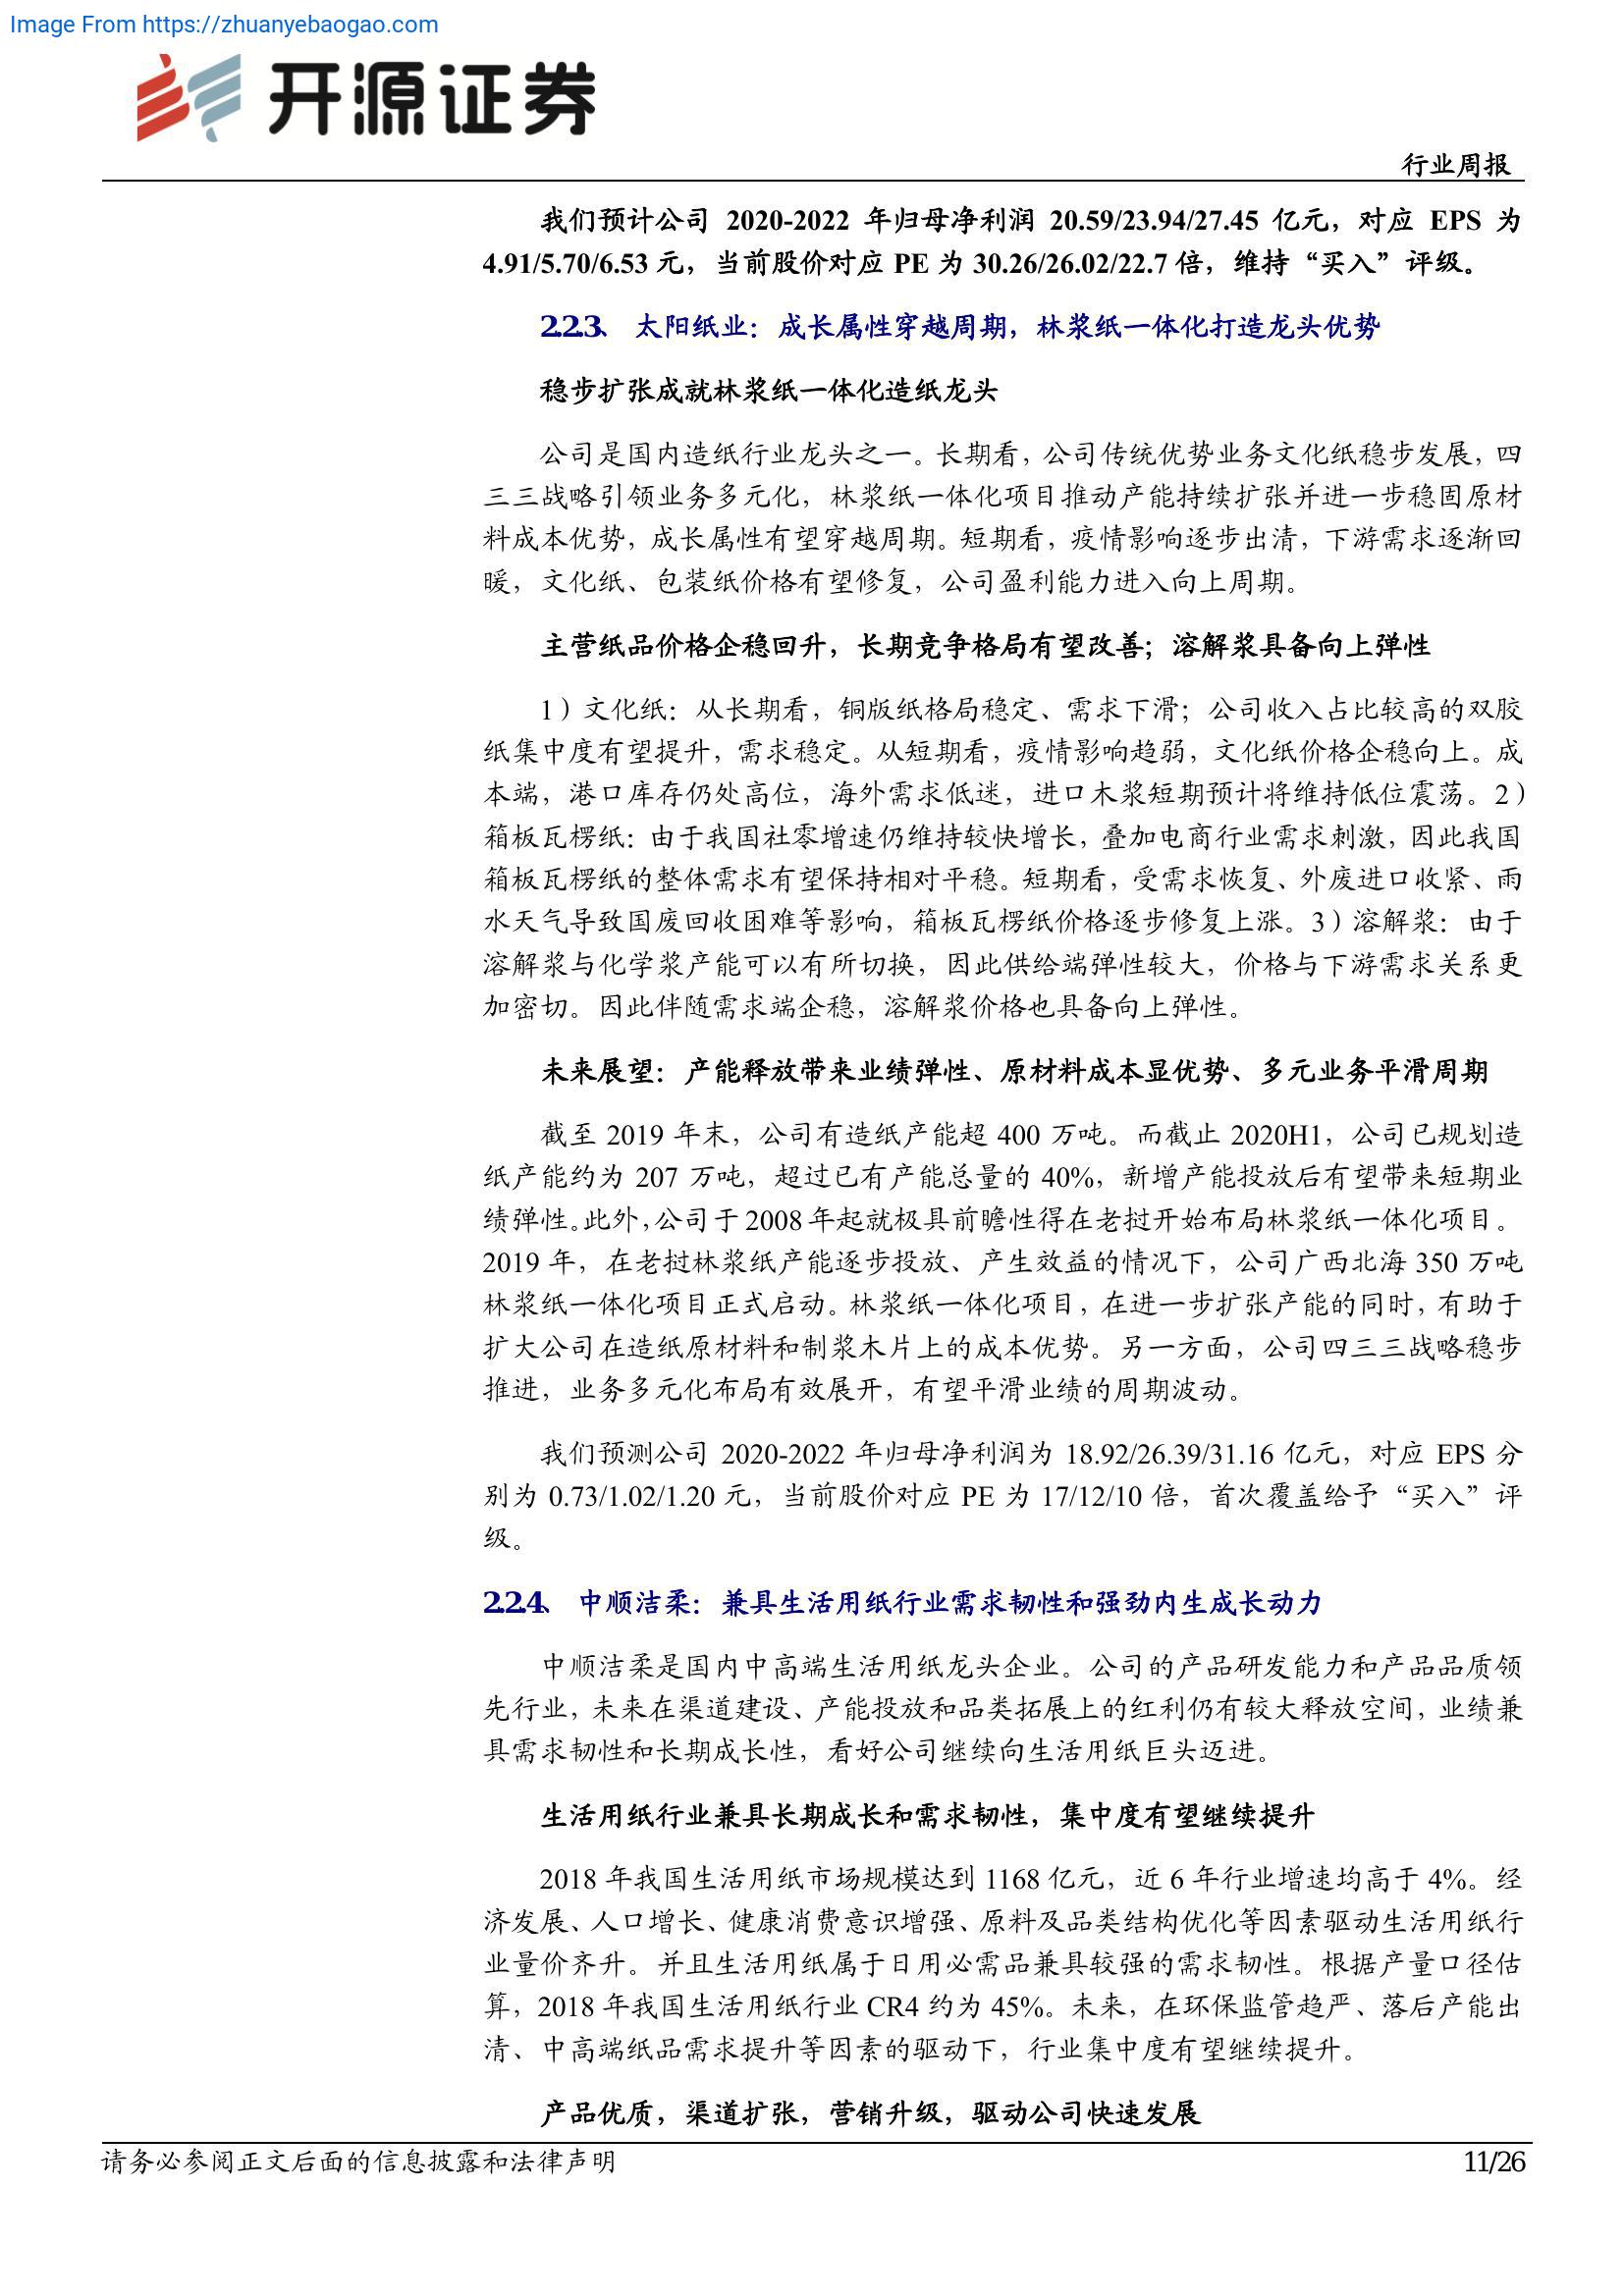 Image From https://zhuanyebaogao.com
开源证券
行业周报
我们预计公司 2020-2022 年归母净利润 20.59/23.94/27.45 亿元，对应 EPS 为
4.91/5.70/6.53 元，当前股价对应 PE 为 30.26/26.02/22.7 倍，维持“买入”评级。
2.2.3、 太阳纸业：成长属性穿越周期，林浆纸一体化打造龙头优势
稳步扩张成就林浆纸一体化造纸龙头
公司是国内造纸行业龙头之一。长期看，公司传统优势业务文化纸稳步发展，四
三三战略引领业务多元化，林浆纸一体化项目推动产能持续扩张并进一步稳固原材
料成本优势，成长属性有望穿越周期。短期看，疫情影响逐步出清，下游需求逐渐回
暖，文化纸、包装纸价格有望修复，公司盈利能力进入向上周期。
主营纸品价格企稳回升，长期竞争格局有望改善；溶解浆具备向上弹性
1）文化纸：从长期看，铜版纸格局稳定、需求下滑；公司收入占比较高的双胶
纸集中度有望提升，需求稳定。从短期看，疫情影响趋弱，文化纸价格企稳向上。成
本端，港口库存仍处高位，海外需求低迷，进口木浆短期预计将维持低位震荡。2）
箱板瓦楞纸：由于我国社零增速仍维持较快增长，叠加电商行业需求刺激，因此我国
箱板瓦楞纸的整体需求有望保持相对平稳。短期看，受需求恢复、外废进口收紧、雨
水天气导致国废回收困难等影响，箱板瓦楞纸价格逐步修复上涨。3）溶解浆：由于
溶解浆与化学浆产能可以有所切换，因此供给端弹性较大，价格与下游需求关系更
加密切。因此伴随需求端企稳，溶解浆价格也具备向上弹性。
未来展望：产能释放带来业绩弹性、原材料成本显优势、多元业务平滑周期
截至 2019 年末，公司有造纸产能超 400 万吨。而截止 2020H1，公司已规划造
纸产能约为 207 万吨，超过已有产能总量的 40%，新增产能投放后有望带来短期业
绩弹性。此外，公司于 2008 年起就极具前瞻性得在老挝开始布局林浆纸一体化项目。
2019 年，在老挝林浆纸产能逐步投放、产生效益的情况下，公司广西北海 350 万吨
林浆纸一体化项目正式启动。林浆纸一体化项目，在进一步扩张产能的同时，有助于
扩大公司在造纸原材料和制浆木片上的成本优势。另一方面，公司四三三战略稳步
推进，业务多元化布局有效展开，有望平滑业绩的周期波动。
我们预测公司 2020-2022 年归母净利润为 18.92/26.39/31.16 亿元，对应 EPS 分
别为 0.73/1.02/1.20 元，当前股价对应 PE 为 17/12/10 倍，首次覆盖给予“买入”评
级。
2.2.4、 中顺洁柔：兼具生活用纸行业需求韧性和强劲内生成长动力
中顺洁柔是国内中高端生活用纸龙头企业。公司的产品研发能力和产品品质领
先行业，未来在渠道建设、产能投放和品类拓展上的红利仍有较大释放空间，业绩兼
具需求韧性和长期成长性，看好公司继续向生活用纸巨头迈进。
生活用纸行业兼具长期成长和需求韧性，集中度有望继续提升
2018 年我国生活用纸市场规模达到 1168 亿元，近 6 年行业增速均高于 4%。经
济发展、人口增长、健康消费意识增强、原料及品类结构优化等因素驱动生活用纸行
业量价齐升。并且生活用纸属于日用必需品兼具较强的需求韧性。根据产量口径估
算，2018 年我国生活用纸行业 CR4 约为 45%。未来，在环保监管趋严、落后产能出
清、中高端纸品需求提升等因素的驱动下，行业集中度有望继续提升。
产品优质，渠道扩张，营销升级，驱动公司快速发展
请务必参阅正文后面的信息披露和法律声明
11/26